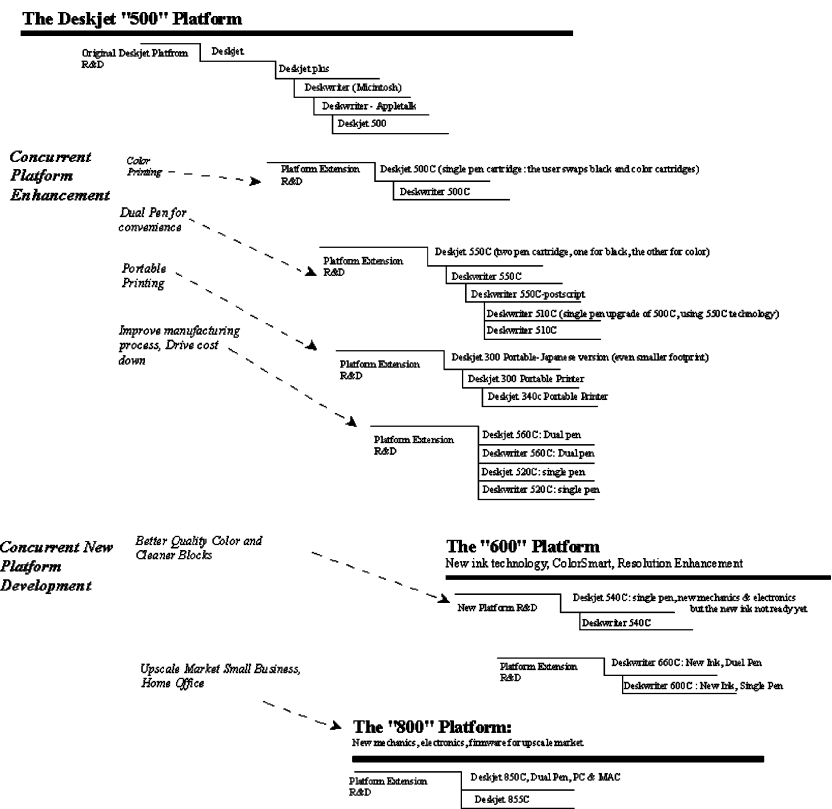 The Deskjet "500" Platform
Original Deskjet Platfrom
R&D
Deskjet
Deskjet plus
Deskwriter (Micintosh)
Deskwriter - Appletalk
Deskjet 500
Concurrent
Platform
Enhancement
Color
Printing
Platform Extension
R&D
Deskjet 500C (single pen cartridge: the user swaps black and color cartridges)
Deskwriter 500C
Dual Pen for
convenience
Platform Extension
R&D
Deskjet 550C (two pen cartridge, one for black, the other for color)
Deskwriter 550C
Deskwriter 550C-postscript
Deskwriter 510C (single pen upgrade of 500C, using 550C technology)
Deskwriter 510C
Portable
Printing
Platform Extension
R&D
Deskjet 300 Portable-Japanese version (even smaller footprint)
Deskjet 300 Portable Printer
Deskjet 340c Portable Printer
Improve manufacturing
process, Drive cost
down
Platform Extension
R&D
Deskjet 560C: Dual pen
Deskwriter 560C: Dual pen
Deskjet 520C: single pen
Deskwriter 520C: single pen
Concurrent New
Platform
Development
Better Quality Color and
Cleaner Blocks
The "600" Platform
New ink technology, ColorSmart, Resolution Enhancement
New Platform R&D
Deskjet 540C: single pen, new mechanics & electronics
but the new ink not ready yet
Deskwriter 540C
Platform Extension
R&D
Deskwriter 660C: New Ink, Duel Pen
Deskwriter 600C : New Ink, Single Pen
Upscale Market Small Business,
Home Office
The "800" Platform:
New mechanics, electronics, firmware for upscale market
Platform Extension
R&D
Deskjet 850C, Dual Pen, PC & MAC
Deskjet 855C